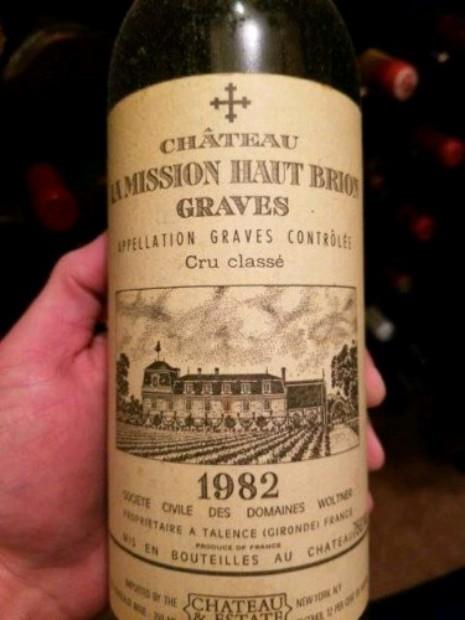 CHÂTEAU
LA MISSION HAUT BRION
GRAVES
APPELLATION GRAVES CONTRÔLÉE
Cru classé
1982
SOCIÉTÉ CIVILE DES DOMAINES WOLTNER
PROPRIÉTAIRE A TALENCE (GIRONDE) FRANCE
PRODUCE OF FRANCE
MIS EN BOUTEILLES AU CHATEAU
IMPORTED BY THE CHATEAU NEW YORK, N.Y.
& ESTATE